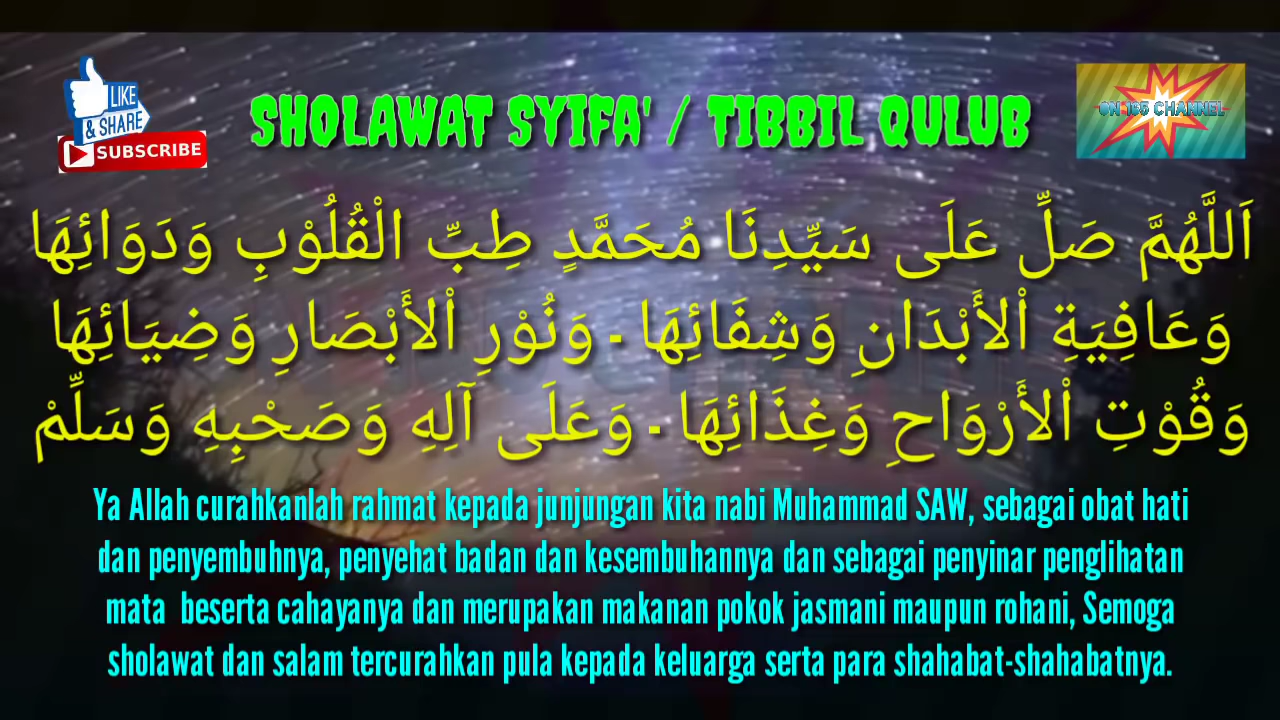 LIKE
& SHARE
SUBSCRIBE
SHOLAWAT SYIFA' / TIBBIL QULUB
ON 165 CHANNEL
اَللَّهُمَّ صَلِّ عَلَى سَيِّدِنَا مُحَمَّدٍ طِبِّ الْقُلُوْبِ وَدَوَائِهَا
وَعَافِيَةِ اْلأَبْدَانِ وَشِفَائِهَا - وَنُوْرِ اْلأَبْصَارِ وَضِيَائِهَا
وَقُوْتِ اْلأَرْوَاحِ وَغِذَائِهَا - وَعَلَى آلِهِ وَصَحْبِهِ وَسَلِّمْ
Ya Allah curahkanlah rahmat kepada junjungan kita nabi Muhammad SAW, sebagai obat hati
dan penyembuhnya, penyehat badan dan kesembuhannya dan sebagai penyinar penglihatan
mata beserta cahayanya dan merupakan makanan pokok jasmani maupun rohani, Semoga
sholawat dan salam tercurahkan pula kepada keluarga serta para shahabat-shahabatnya.